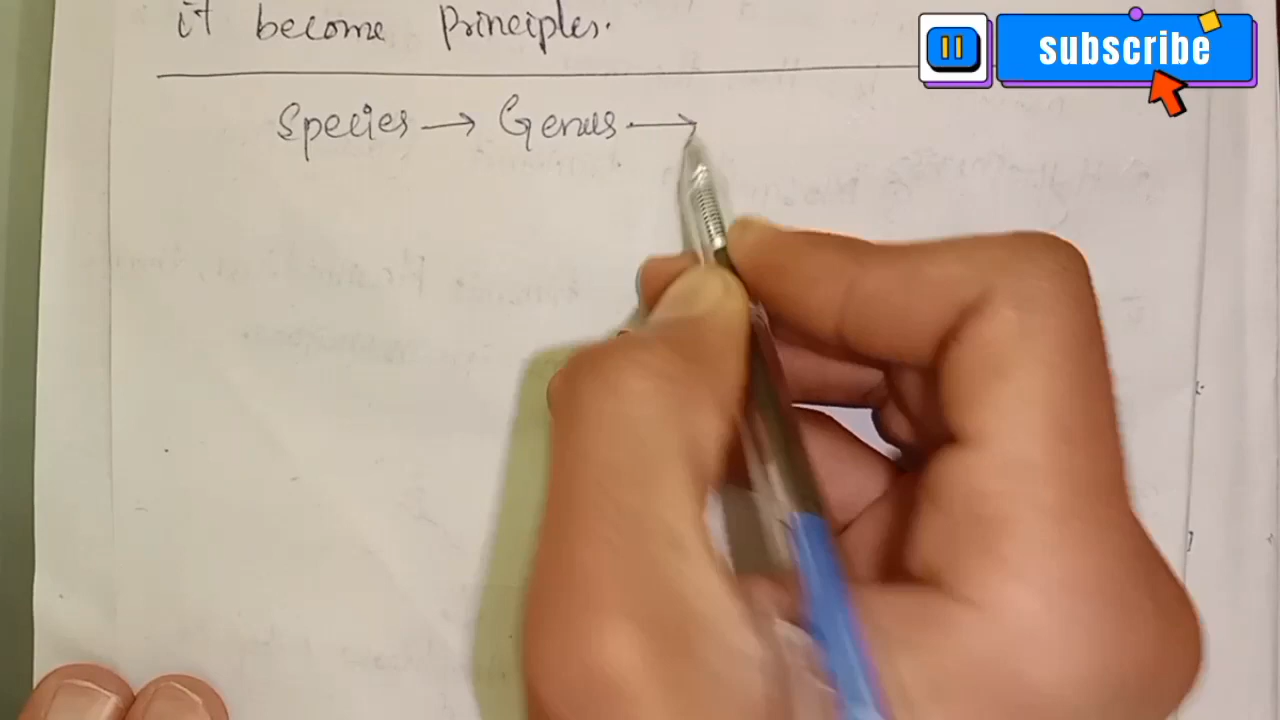 it become Principles.
subscribe
Species → Genus →